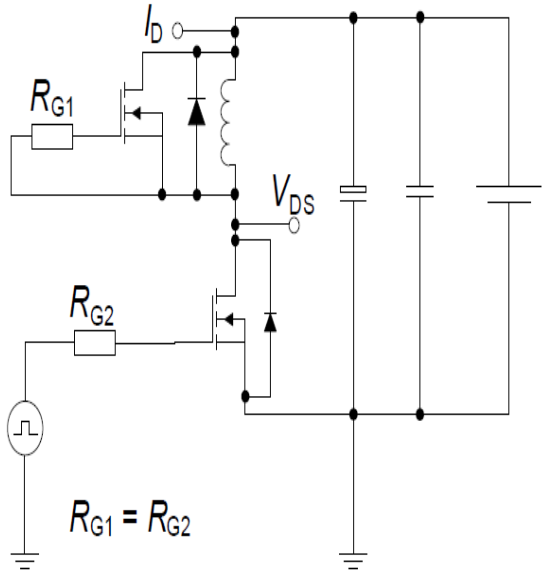 I_D
R_G1
V_DS
R_G2
R_G1 = R_G2